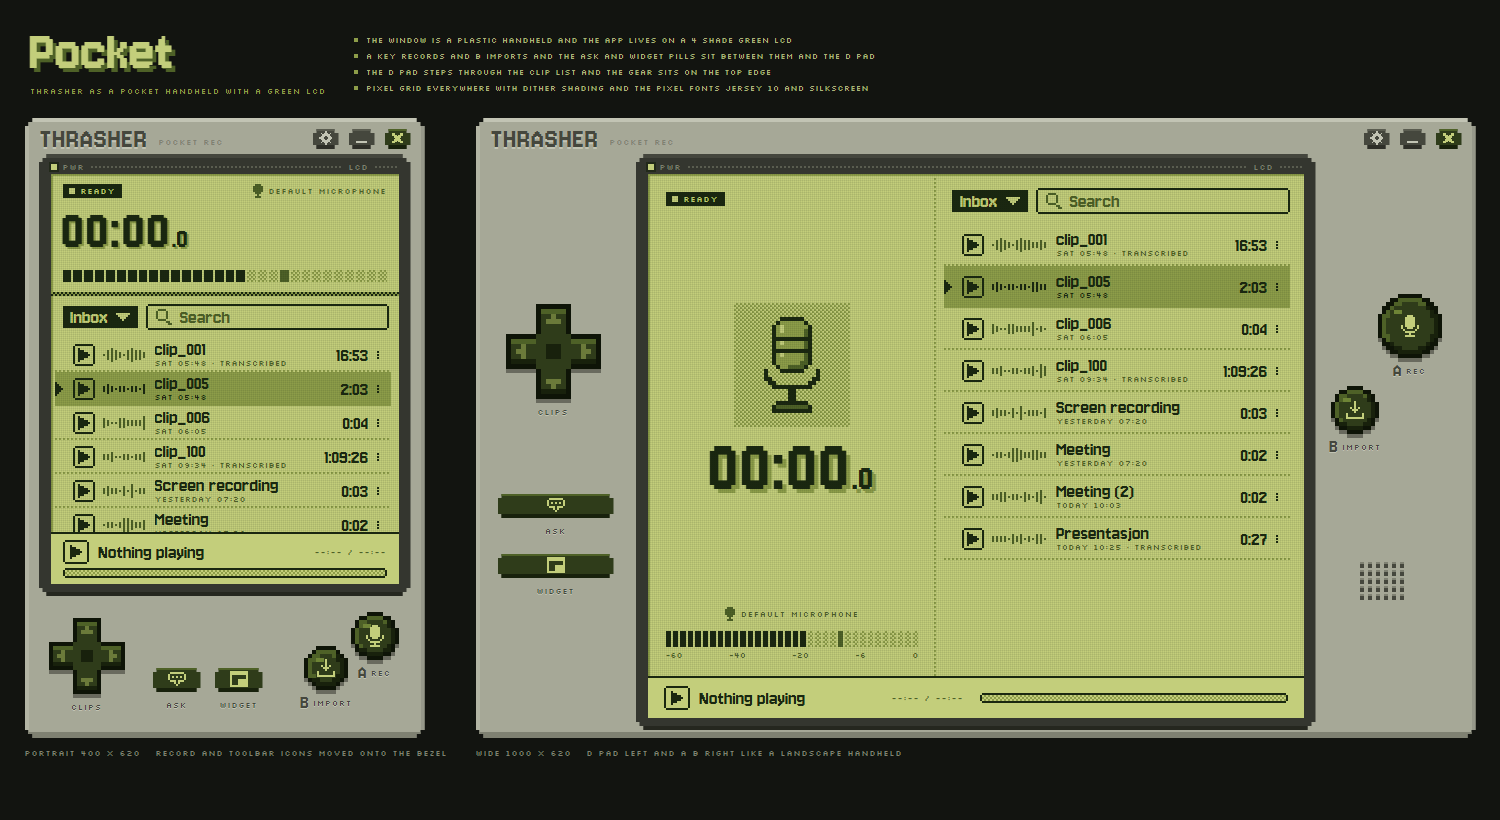 Pocket
THRASHER AS A POCKET HANDHELD WITH A GREEN LCD
THE WINDOW IS A PLASTIC HANDHELD AND THE APP LIVES ON A 4 SHADE GREEN LCD
A KEY RECORDS AND B IMPORTS AND THE ASK AND WIDGET PILLS SIT BETWEEN THEM AND THE D PAD
THE D PAD STEPS THROUGH THE CLIP LIST AND THE GEAR SITS ON THE TOP EDGE
PIXEL GRID EVERYWHERE WITH DITHER SHADING AND THE PIXEL FONTS JERSEY 10 AND SILKSCREEN
THRASHER POCKET REC
PWR LCD
READY DEFAULT MICROPHONE
00:00.0
Inbox Search
clip_001 16:53
SAT 05:48 · TRANSCRIBED
clip_005 2:03
SAT 05:48
clip_006 0:04
SAT 06:05
clip_100 1:09:26
SAT 09:34 · TRANSCRIBED
Screen recording 0:03
YESTERDAY 07:20
Meeting 0:02
Nothing playing --:-- / --:--
CLIPS
ASK
WIDGET
A REC
B IMPORT
PORTRAIT 400 X 620 RECORD AND TOOLBAR ICONS MOVED ONTO THE BEZEL
THRASHER POCKET REC
PWR LCD
READY
00:00.0
DEFAULT MICROPHONE
-60 -40 -20 -6 0
Inbox Search
clip_001 16:53
SAT 05:48 · TRANSCRIBED
clip_005 2:03
SAT 05:48
clip_006 0:04
SAT 06:05
clip_100 1:09:26
SAT 09:34 · TRANSCRIBED
Screen recording 0:03
YESTERDAY 07:20
Meeting 0:02
YESTERDAY 07:20
Meeting (2) 0:02
TODAY 10:03
Presentasjon 0:27
TODAY 10:25 · TRANSCRIBED
Nothing playing --:-- / --:--
CLIPS
ASK
WIDGET
A REC
B IMPORT
WIDE 1000 X 620 D PAD LEFT AND A B RIGHT LIKE A LANDSCAPE HANDHELD